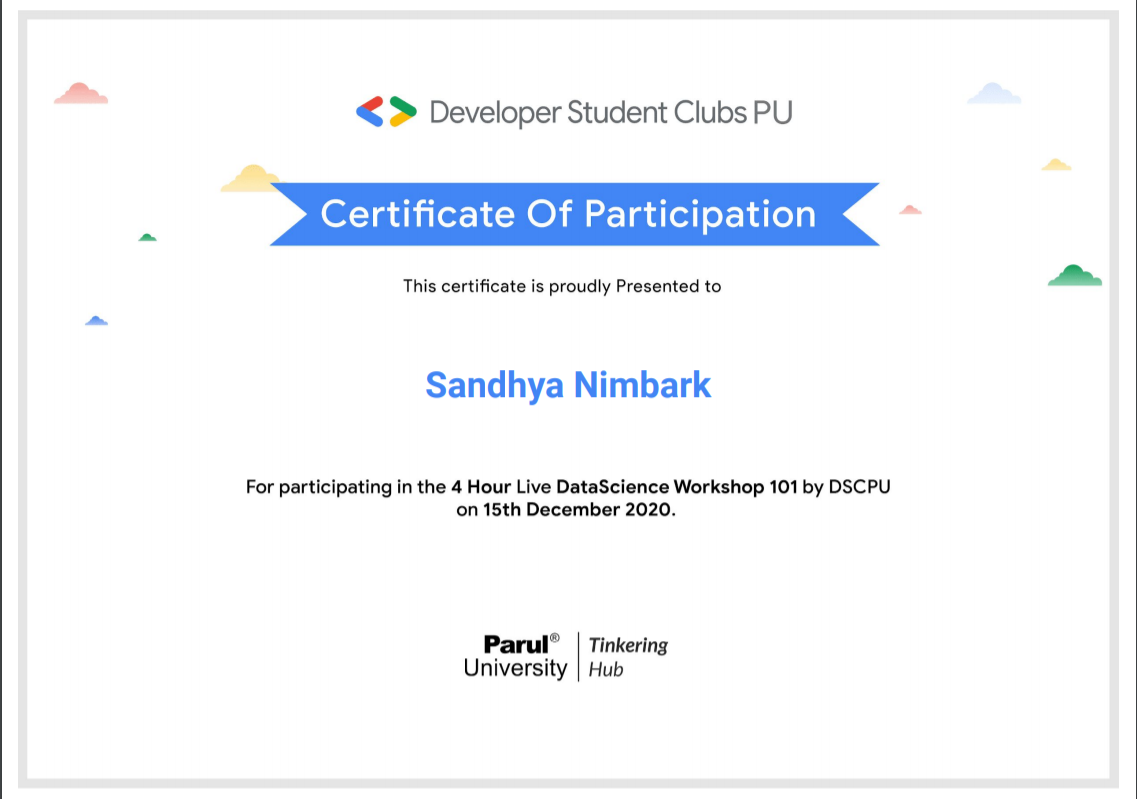 Developer Student Clubs PU
Certificate Of Participation
This certificate is proudly Presented to
Sandhya Nimbark
For participating in the 4 Hour Live DataScience Workshop 101 by DSCPU
on 15th December 2020.
Parul® University
Tinkering Hub